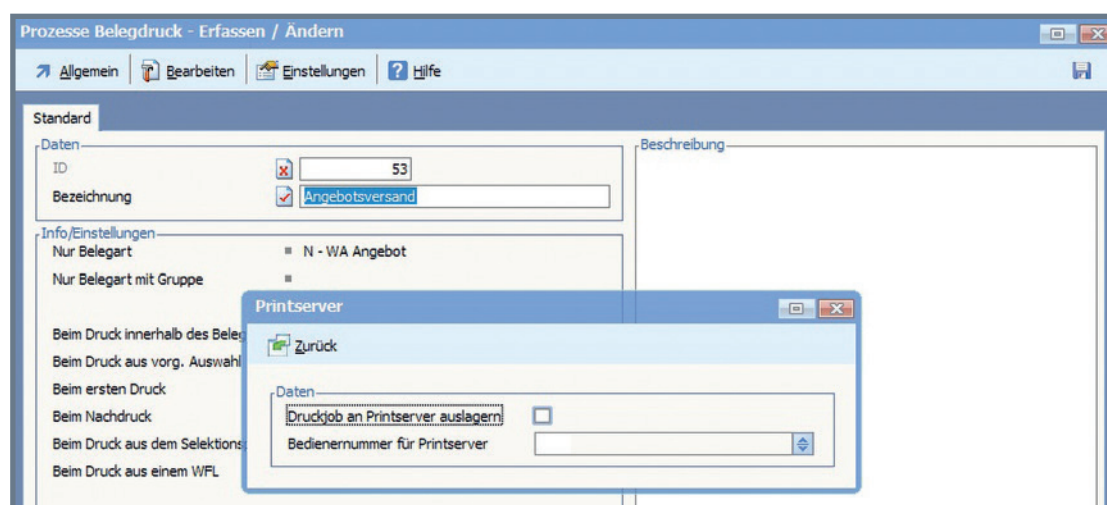 Prozesse Belegdruck - Erfassen / Ändern
Allgemein Bearbeiten Einstellungen Hilfe
Standard
Daten
ID 53
Bezeichnung Angebotsversand
Beschreibung
Info/Einstellungen
Nur Belegart N - WA Angebot
Nur Belegart mit Gruppe
Beim Druck innerhalb des Beleg
Beim Druck aus vorg. Auswahl
Beim ersten Druck
Beim Nachdruck
Beim Druck aus dem Selektions
Beim Druck aus einem WFL
Printserver
Zurück
Daten
Druckjob an Printserver auslagern
Bedienernummer für Printserver